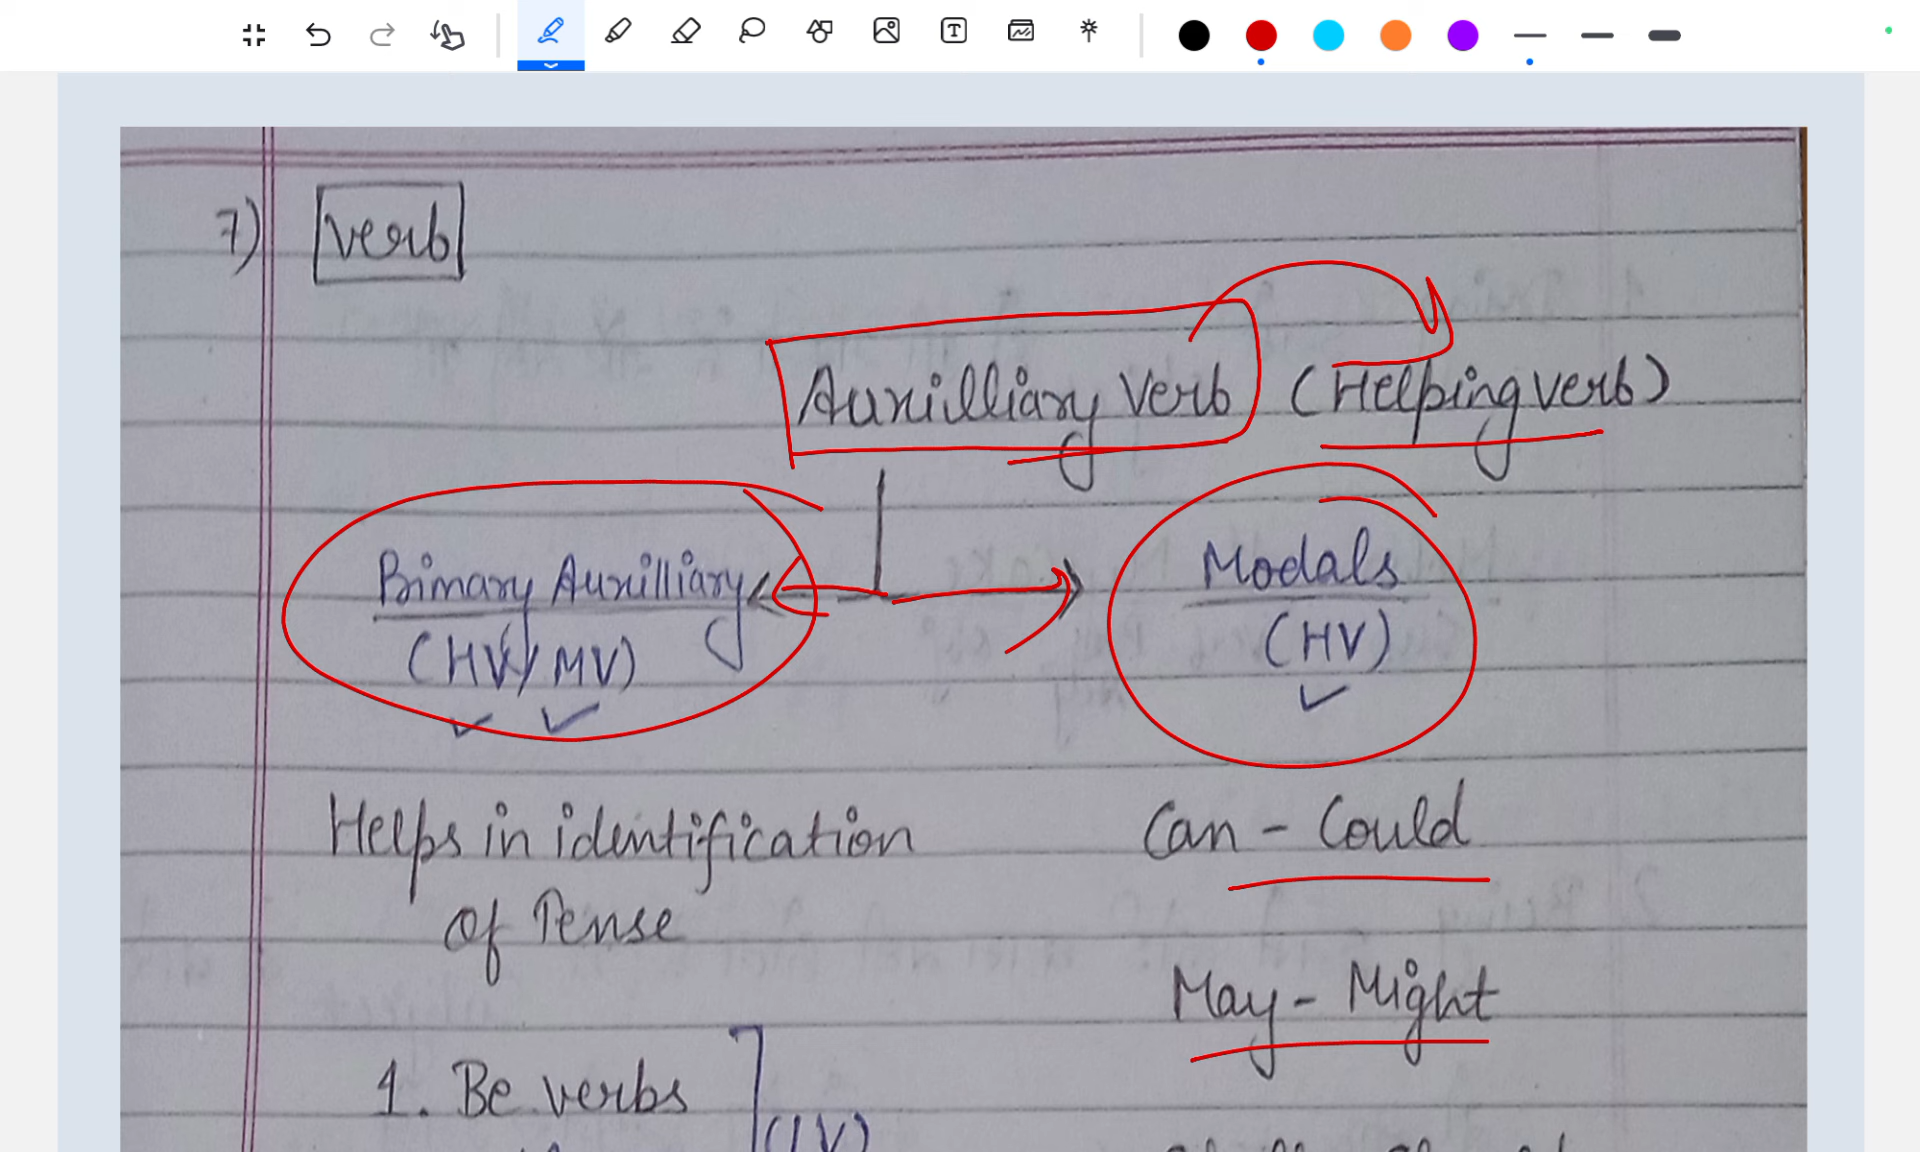 7) Verb
Auxilliary Verb (Helping verb)
Primary Auxilliary
(HV/ MV)
Modals
(HV)
Helps in identification
of Tense
Can - Could
May - Might
1. Be verbs